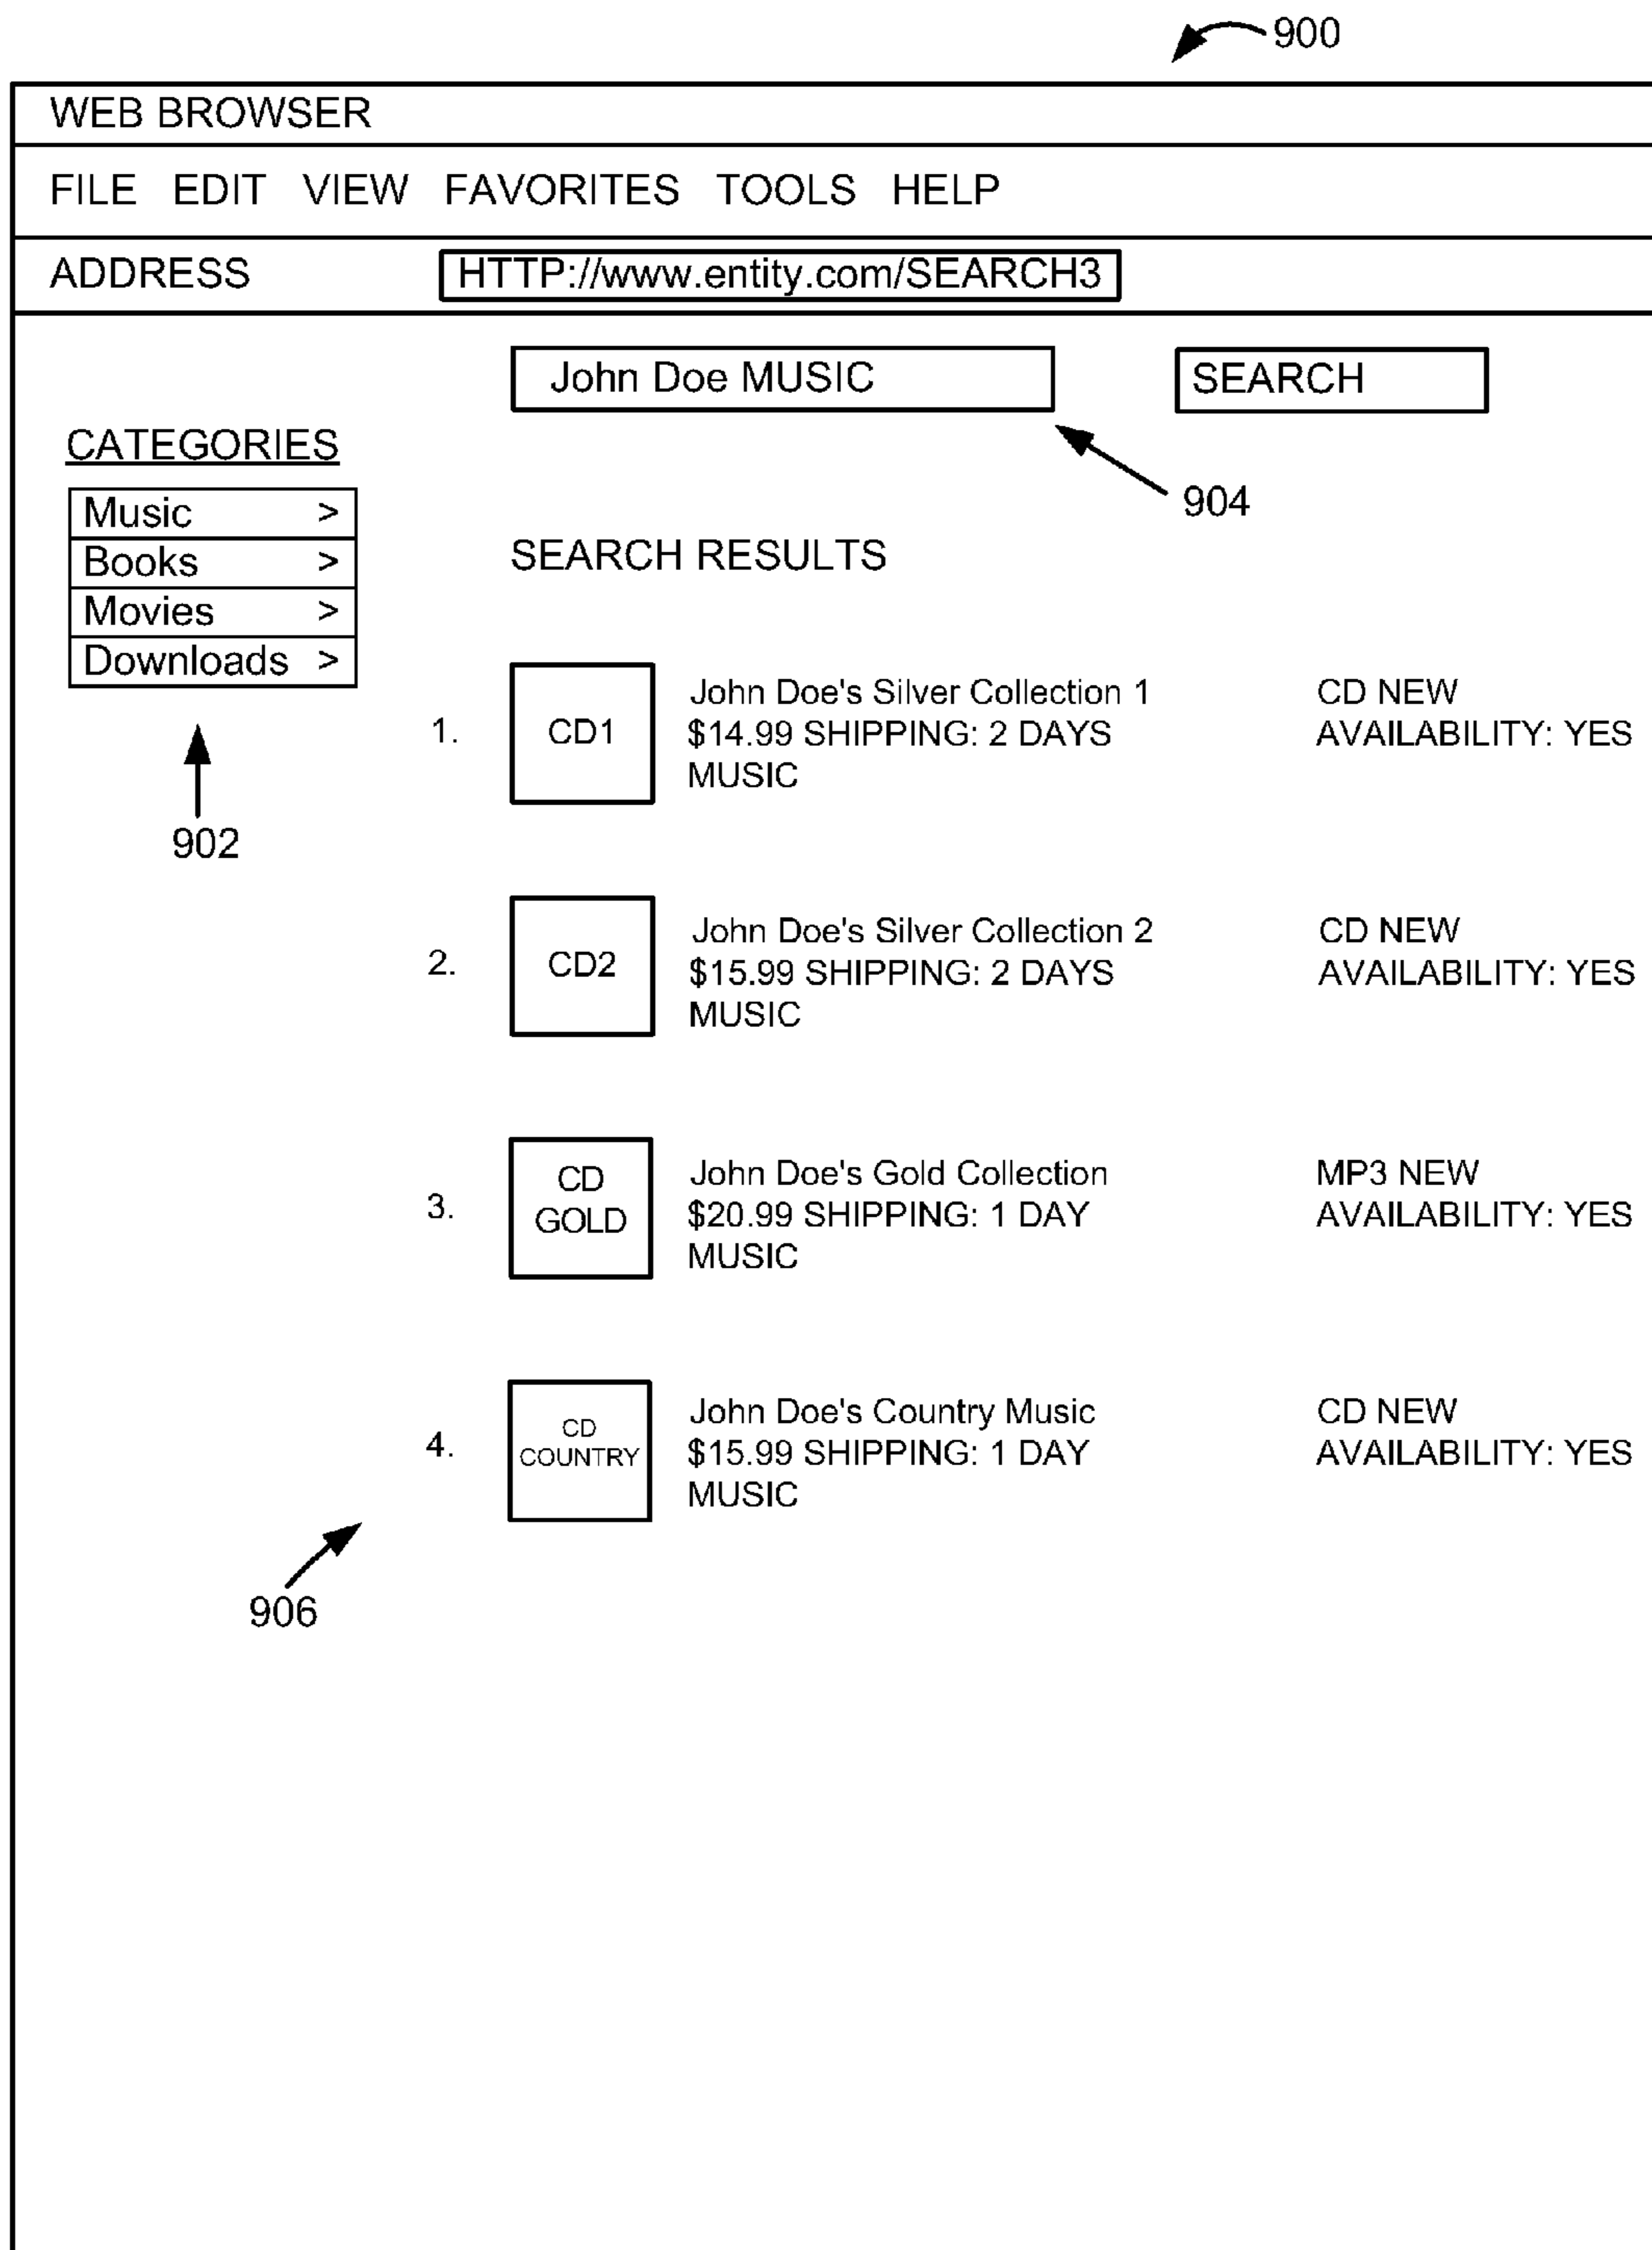 900
WEB BROWSER
FILE EDIT VIEW FAVORITES TOOLS HELP
ADDRESS HTTP://www.entity.com/SEARCH3
John Doe MUSIC SEARCH
904
CATEGORIES
Music >
Books >
Movies >
Downloads >
902
SEARCH RESULTS
1. CD1
John Doe's Silver Collection 1 CD NEW
$14.99 SHIPPING: 2 DAYS AVAILABILITY: YES
MUSIC
2. CD2
John Doe's Silver Collection 2 CD NEW
$15.99 SHIPPING: 2 DAYS AVAILABILITY: YES
MUSIC
3. CD
GOLD
John Doe's Gold Collection MP3 NEW
$20.99 SHIPPING: 1 DAY AVAILABILITY: YES
MUSIC
4. CD
COUNTRY
John Doe's Country Music CD NEW
$15.99 SHIPPING: 1 DAY AVAILABILITY: YES
MUSIC
906